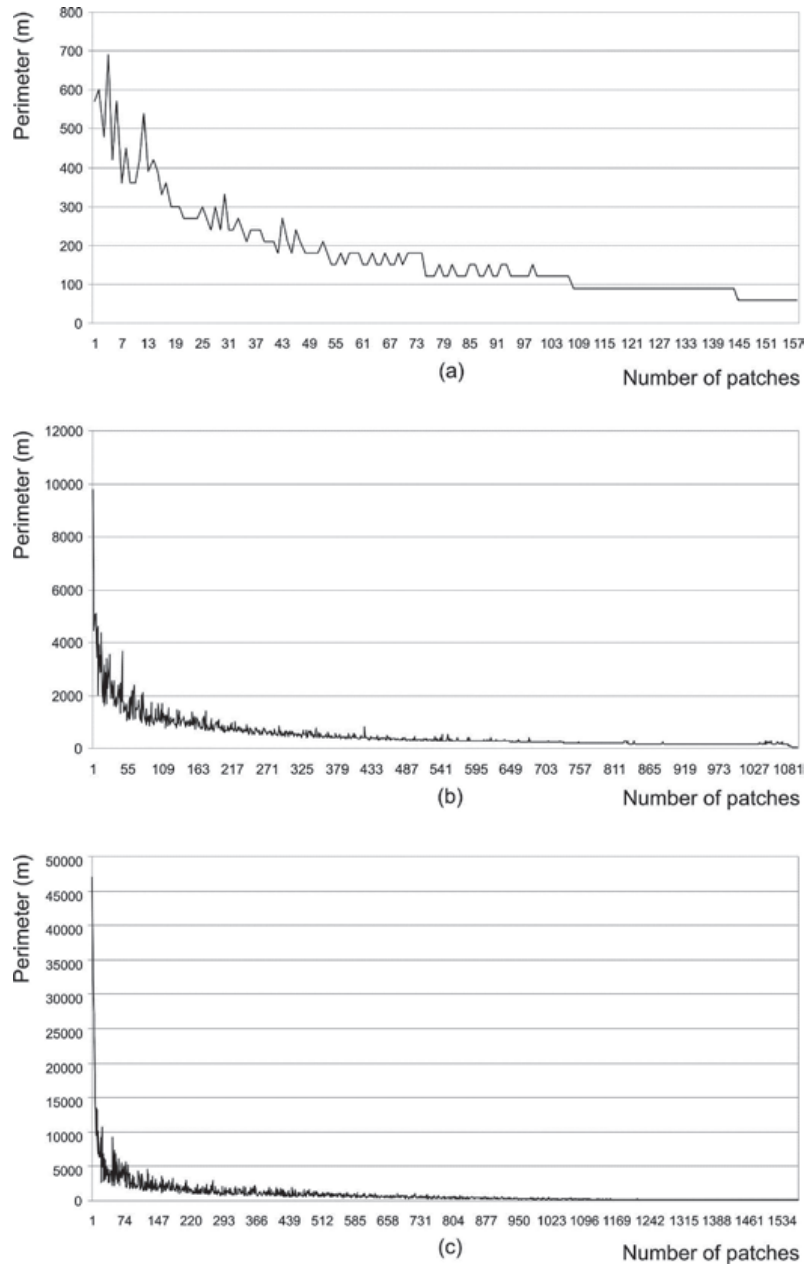 Perimeter (m)
800
700
600
500
400
300
200
100
0
1 7 13 19 25 31 37 43 49 55 61 67 73 79 85 91 97 103 109 115 121 127 133 139 145 151 157
(a)
Number of patches
Perimeter (m)
12000
10000
8000
6000
4000
2000
0
1 55 109 163 217 271 325 379 433 487 541 595 649 703 757 811 865 919 973 1027 1081
(b)
Number of patches
Perimeter (m)
50000
45000
40000
35000
30000
25000
20000
15000
10000
5000
0
1 74 147 220 293 366 439 512 585 658 731 804 877 950 1023 1096 1169 1242 1315 1388 1461 1534
(c)
Number of patches